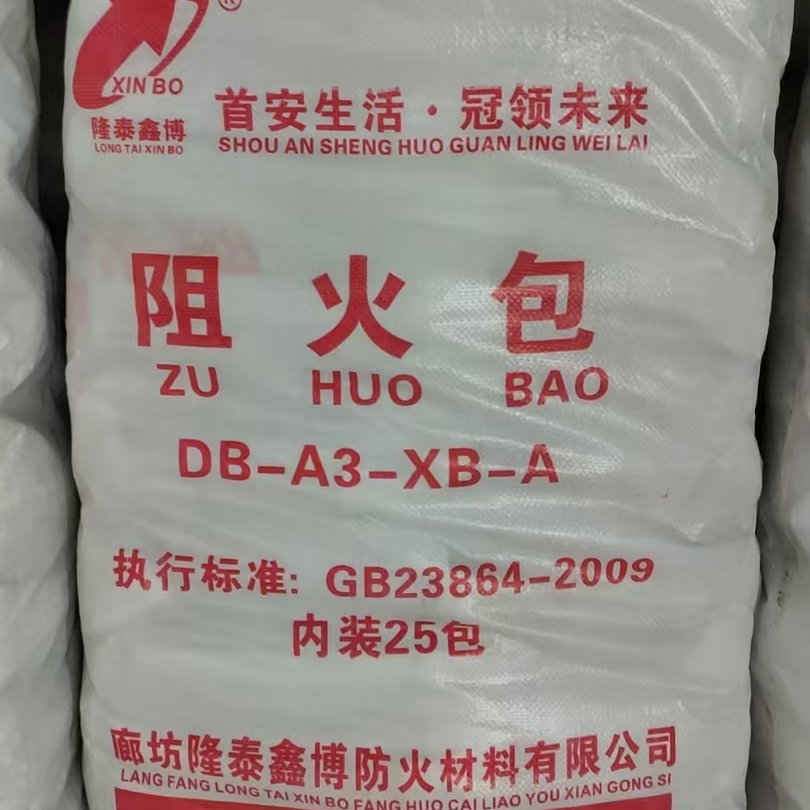 ®
XIN BO
隆泰鑫博
LONG TAI XIN BO
首安生活·冠领未来
SHOU AN SHENG HUO GUAN LING WEI LAI
阻火包
ZU HUO BAO
DB-A3-XB-A
执行标准: GB23864-2009
内装25包
廊坊隆泰鑫博防火材料有限公司
LANG FANG LONG TAI XIN BO FANG HUO CAI LIAO YOU XIAN GONG SI